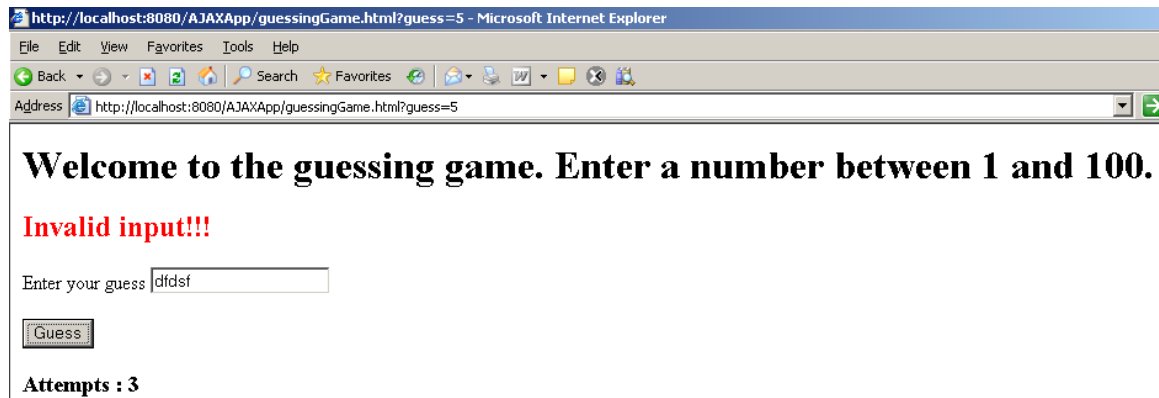 http://localhost:8080/AJAXApp/guessingGame.html?guess=5 - Microsoft Internet Explorer
File Edit View Favorites Tools Help
Back Search Favorites
Address http://localhost:8080/AJAXApp/guessingGame.html?guess=5
Welcome to the guessing game. Enter a number between 1 and 100.
Invalid input!!!
Enter your guess dfdsf
Guess
Attempts : 3